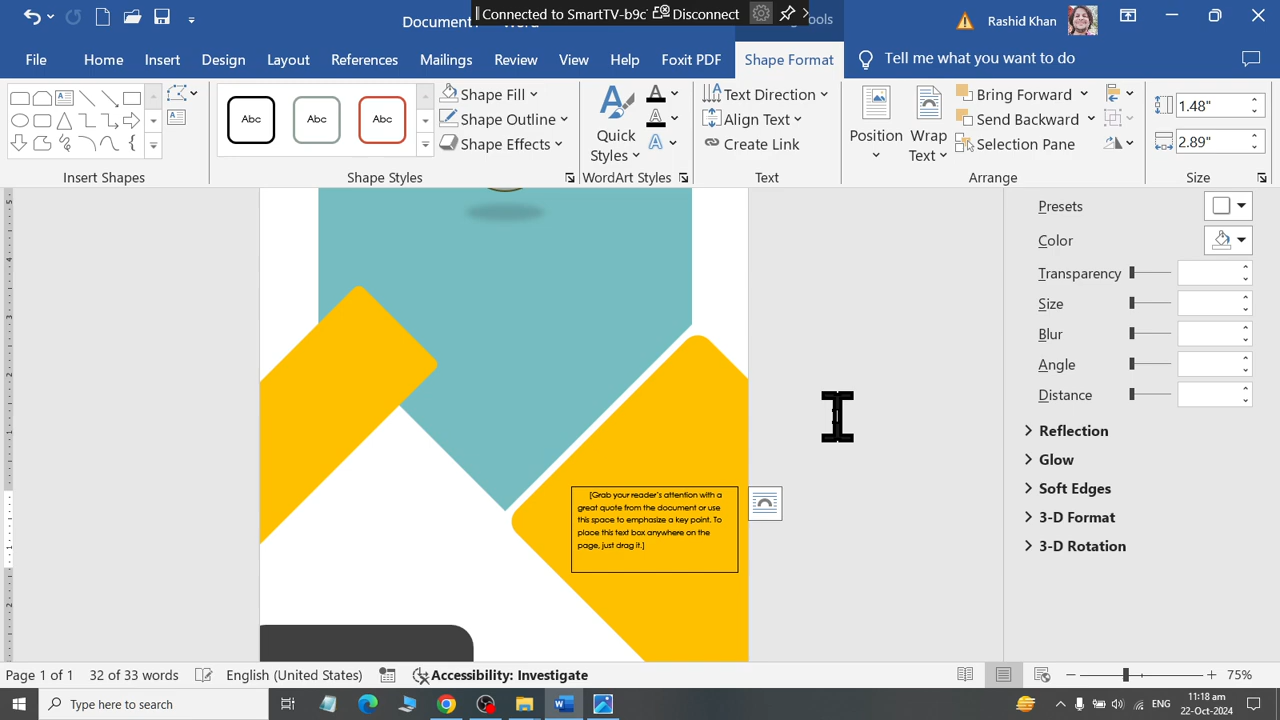 Document1 - Word
Connected to SmartTV-b9c
Disconnect
Rashid Khan
File
Home
Insert
Design
Layout
References
Mailings
Review
View
Help
Foxit PDF
Shape Format
Tell me what you want to do
Abc
Abc
Abc
Shape Fill
Shape Outline
Shape Effects
Quick
Styles
Text Direction
Align Text
Create Link
Position
Wrap
Text
Bring Forward
Send Backward
Selection Pane
1.48"
2.89"
Insert Shapes
Shape Styles
WordArt Styles
Text
Arrange
Size
Presets
Color
Transparency
Size
Blur
Angle
Distance
Reflection
Glow
Soft Edges
3-D Format
3-D Rotation
[Grab your reader's attention with a
great quote from the document or use
this space to emphasize a key point. To
place this text box anywhere on the
page, just drag it.]
Page 1 of 1
32 of 33 words
English (United States)
Accessibility: Investigate
75%
Type here to search
ENG
11:18 am
22-Oct-2024